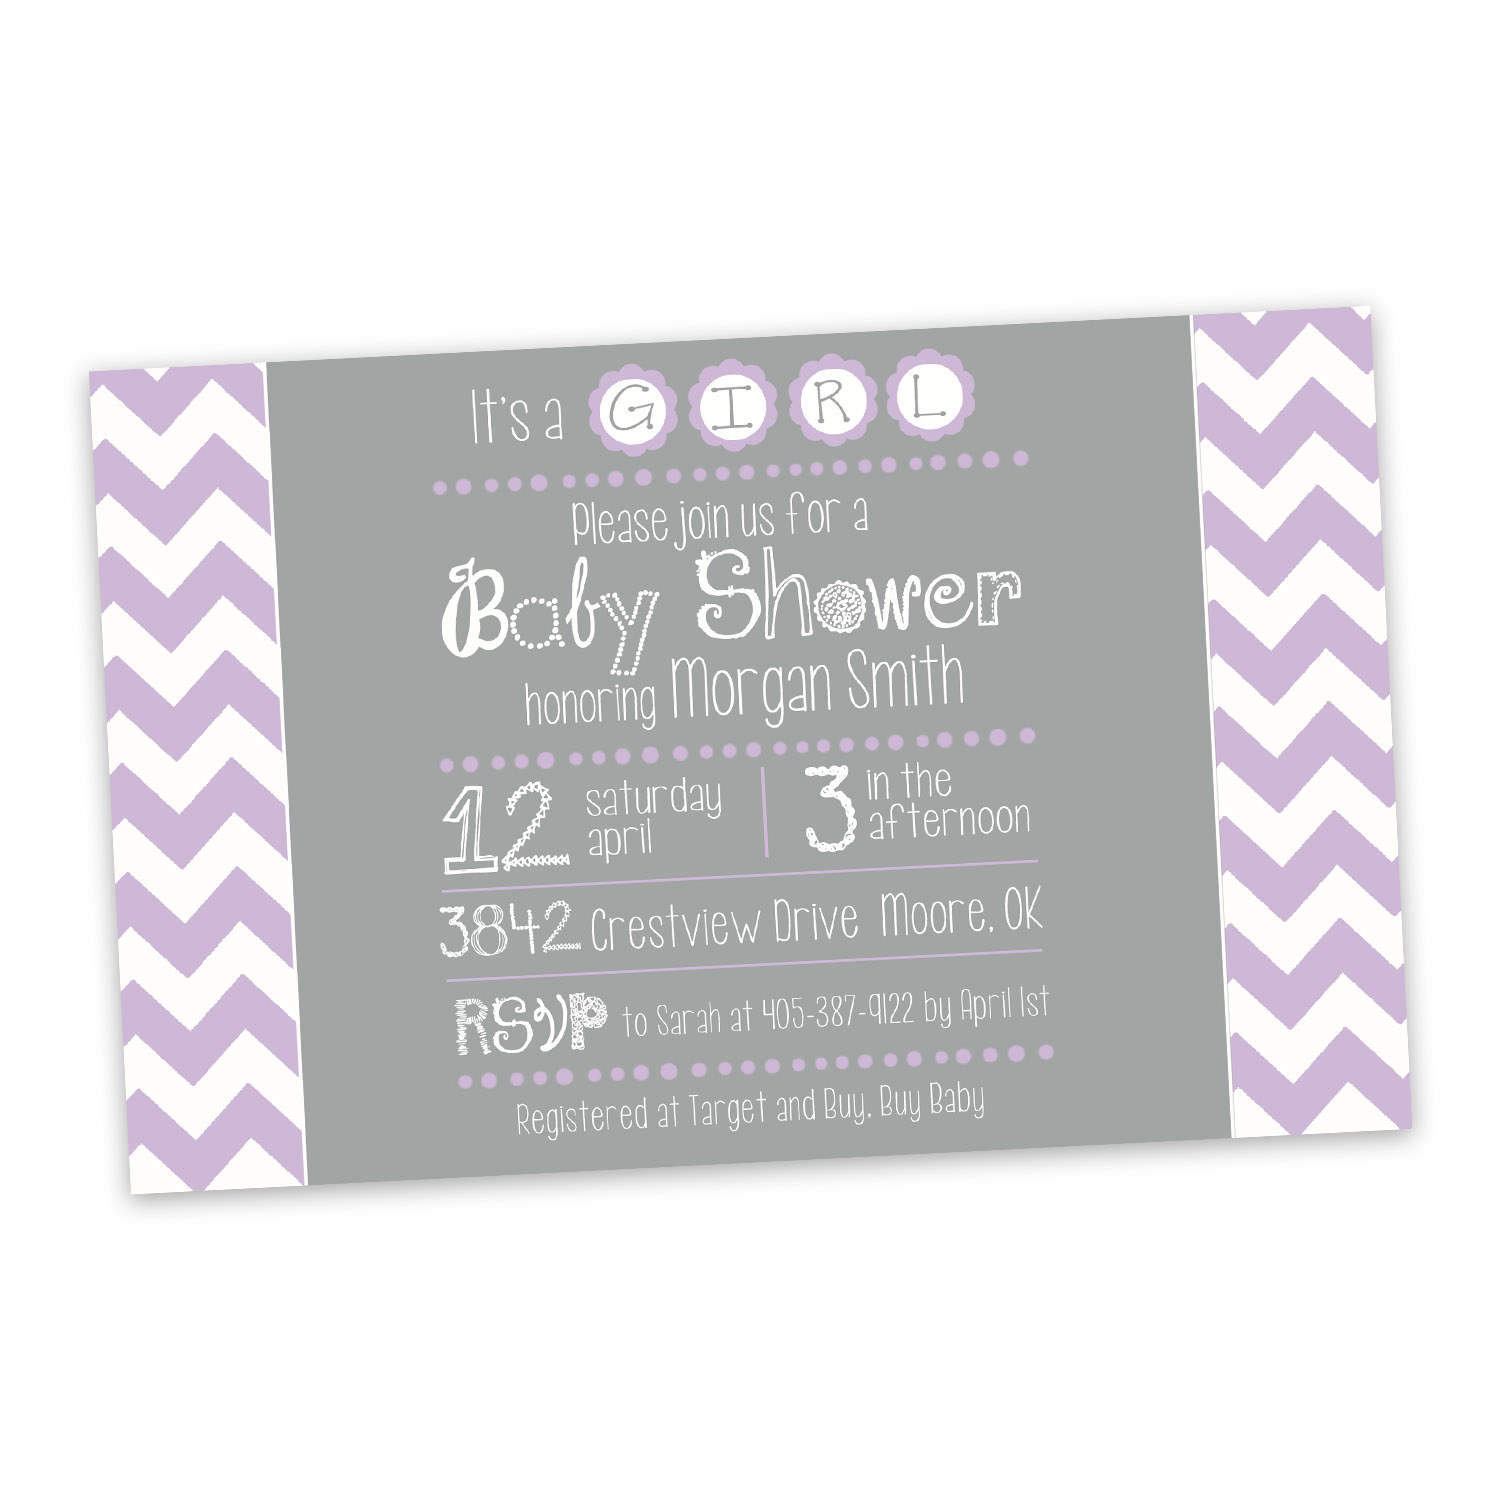 It's a GIRL
Please join us for a
Baby Shower
honoring Morgan Smith
12 saturday april
3 in the afternoon
3842 Crestview Drive Moore, OK
RSVP to Sarah at 405-387-9122 by April 1st
Registered at Target and Buy, Buy Baby